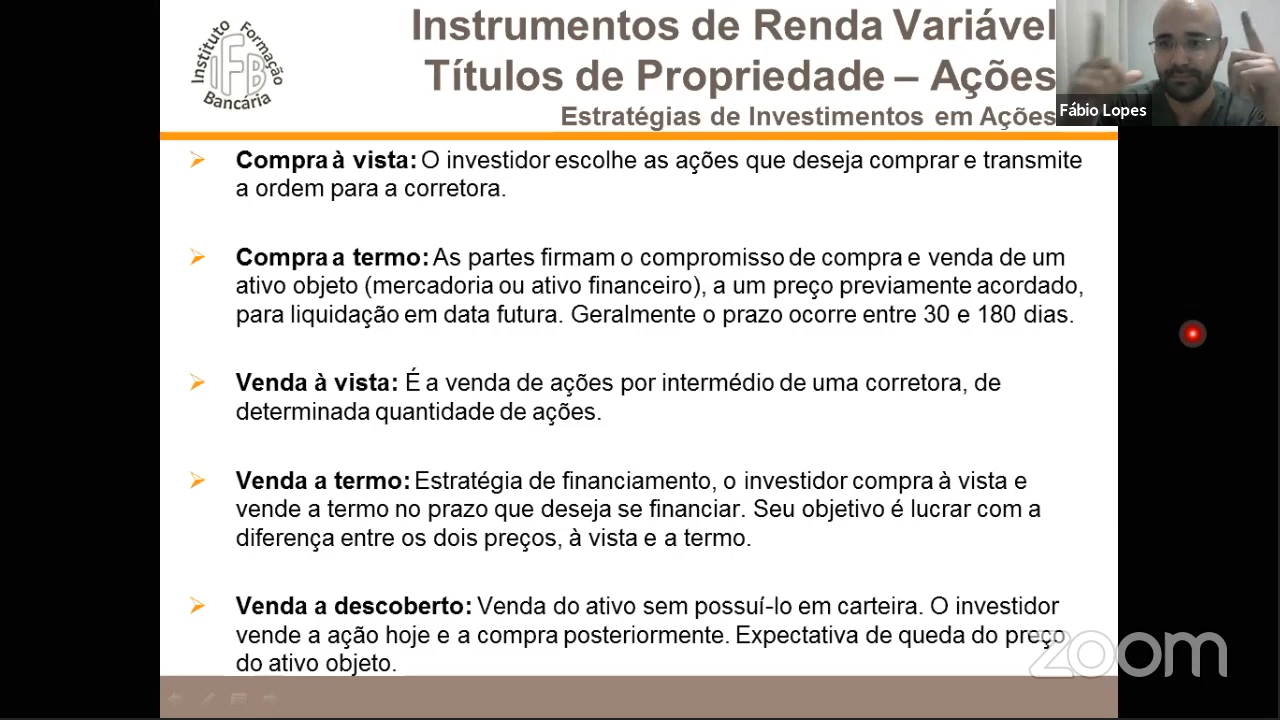 Instituto Formação
IFB
Bancária
Instrumentos de Renda Variável
Títulos de Propriedade – Ações
Estratégias de Investimentos em Ações
Fábio Lopes
Compra à vista: O investidor escolhe as ações que deseja comprar e transmite
a ordem para a corretora.
Compra a termo: As partes firmam o compromisso de compra e venda de um
ativo objeto (mercadoria ou ativo financeiro), a um preço previamente acordado,
para liquidação em data futura. Geralmente o prazo ocorre entre 30 e 180 dias.
Venda à vista: É a venda de ações por intermédio de uma corretora, de
determinada quantidade de ações.
Venda a termo: Estratégia de financiamento, o investidor compra à vista e
vende a termo no prazo que deseja se financiar. Seu objetivo é lucrar com a
diferença entre os dois preços, à vista e a termo.
Venda a descoberto: Venda do ativo sem possuí-lo em carteira. O investidor
vende a ação hoje e a compra posteriormente. Expectativa de queda do preço
do ativo objeto.
zoom